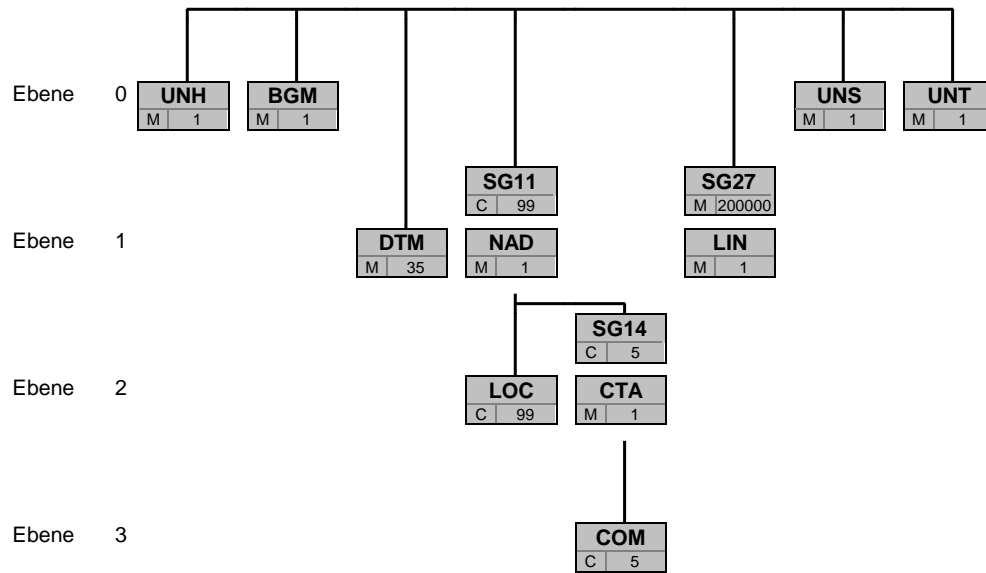 Ebene 0 UNH BGM UNS UNT
M 1 M 1 M 1 M 1
SG11 SG27
C 99 M 200000
Ebene 1 DTM NAD LIN
M 35 M 1 M 1
SG14
C 5
Ebene 2 LOC CTA
C 99 M 1
Ebene 3 COM
C 5